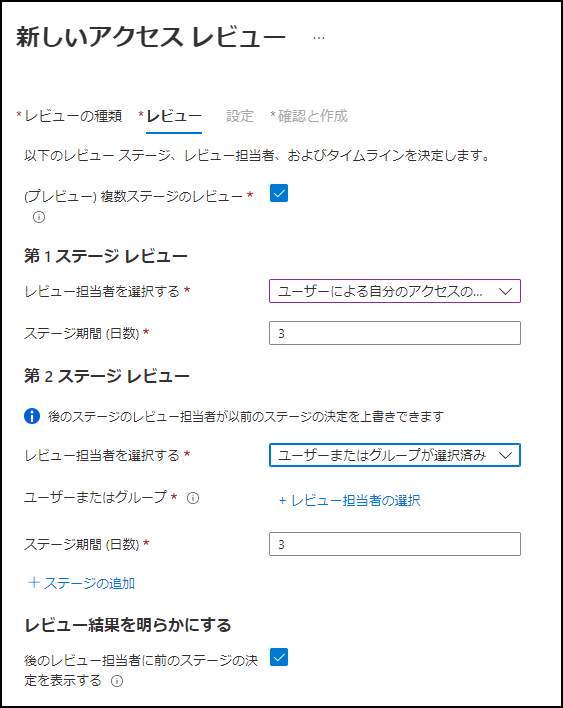 新しいアクセス レビュー ...
*レビューの種類 *レビュー 設定 *確認と作成
以下のレビュー ステージ、レビュー担当者、およびタイムラインを決定します。
(プレビュー) 複数ステージのレビュー *
第 1 ステージ レビュー
レビュー担当者を選択する * ユーザーによる自分のアクセスの...
ステージ期間 (日数) * 3
第 2 ステージ レビュー
後のステージのレビュー担当者が以前のステージの決定を上書きできます
レビュー担当者を選択する * ユーザーまたはグループが選択済み
ユーザーまたはグループ * + レビュー担当者の選択
ステージ期間 (日数) * 3
+ ステージの追加
レビュー結果を明らかにする
後のレビュー担当者に前のステージの決
定を表示する